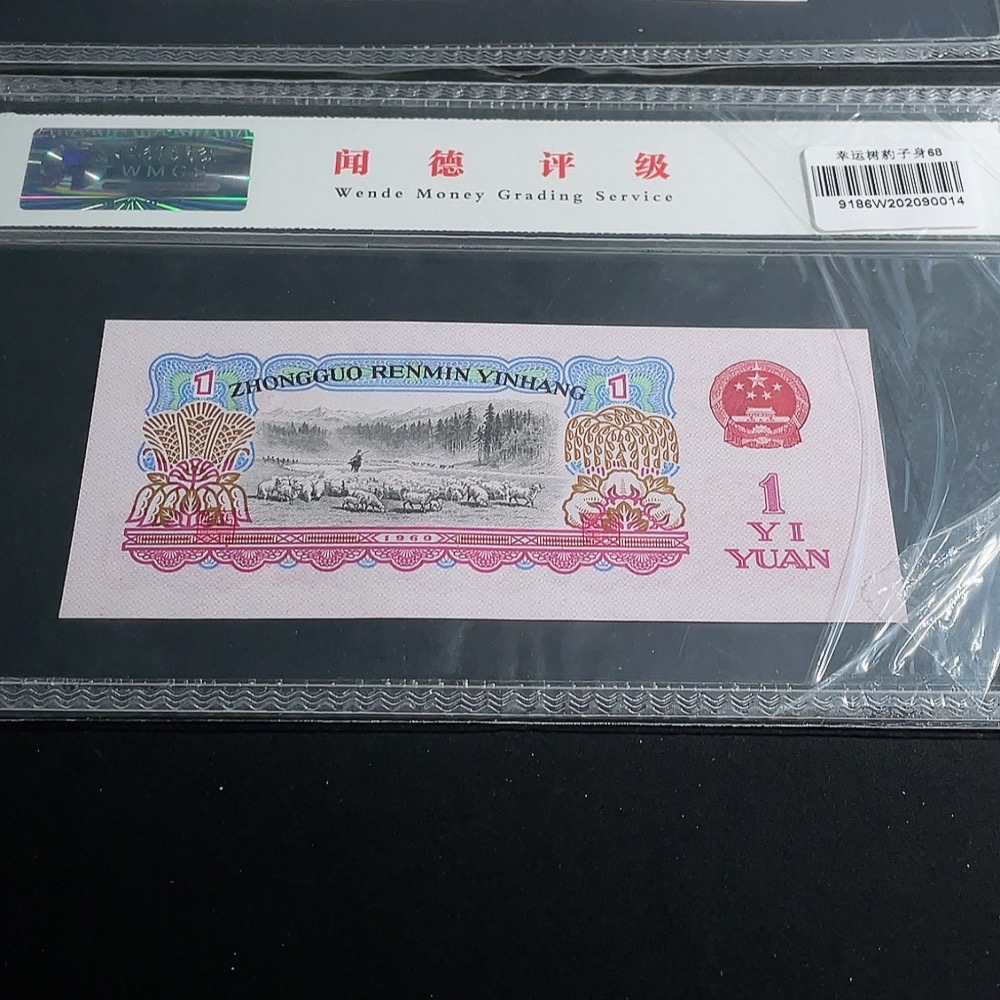 WMGS
闻德评级
Wende Money Grading Service
幸运树豹子身68
9186W202090014
1 ZHONGGUO RENMIN YINHANG 1
1960
1
YI
YUAN